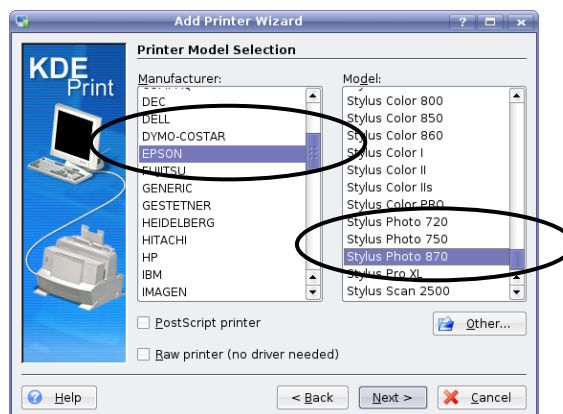 Add Printer Wizard
KDE
Print
Printer Model Selection
Manufacturer:
COMPAQ
DEC
DELL
DYMO-COSTAR
EPSON
FUJITSU
GENERIC
GESTETNER
HEIDELBERG
HITACHI
HP
IBM
IMAGEN
Model:
Stylus Color 800
Stylus Color 850
Stylus Color 860
Stylus Color I
Stylus Color II
Stylus Color IIs
Stylus Color PRO
Stylus Photo 720
Stylus Photo 750
Stylus Photo 870
Stylus Pro XL
Stylus Scan 2500
PostScript printer
Other...
Raw printer (no driver needed)
Help
< Back
Next >
Cancel